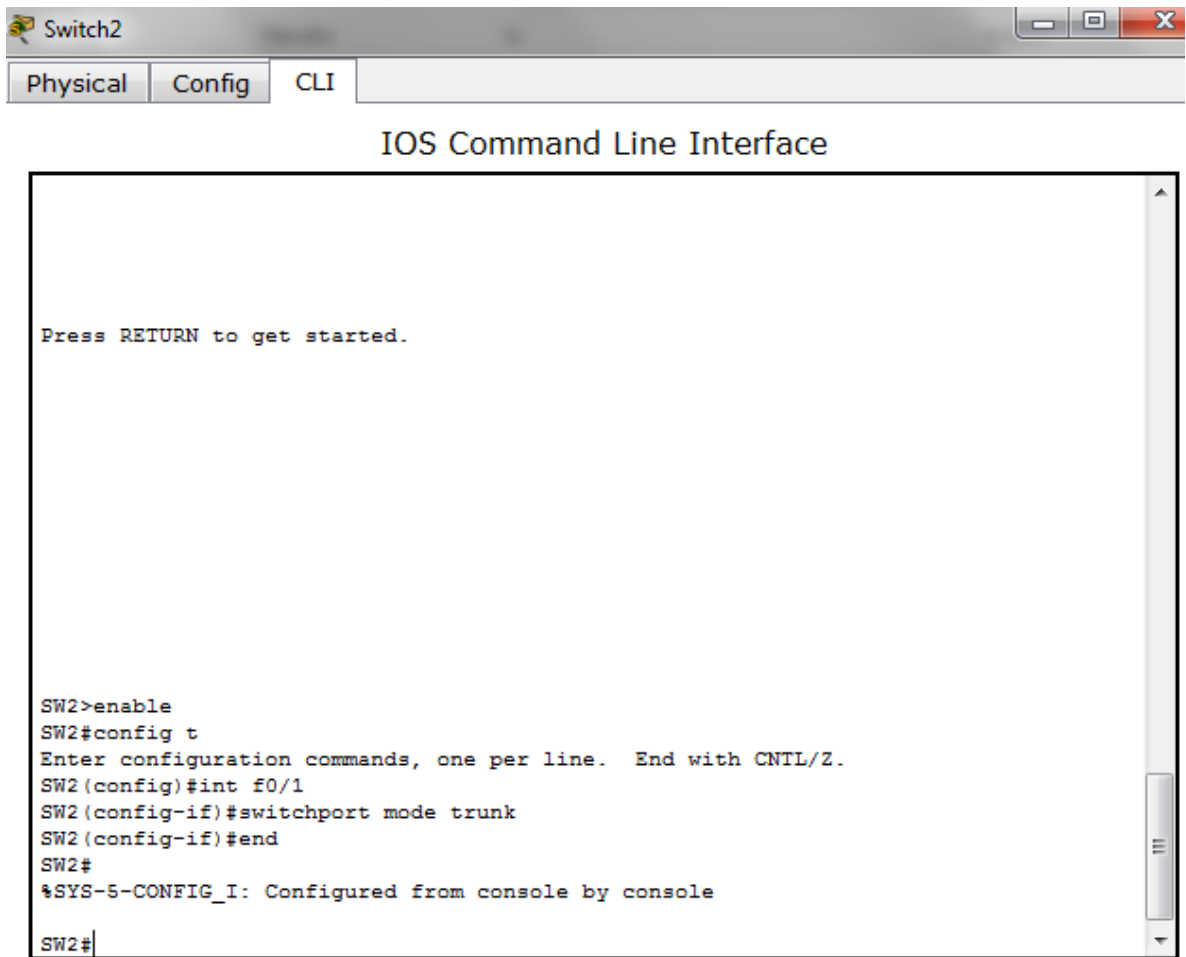 Switch2
Physical Config CLI
IOS Command Line Interface
Press RETURN to get started.
SW2>enable
SW2#config t
Enter configuration commands, one per line.  End with CNTL/Z.
SW2(config)#int f0/1
SW2(config-if)#switchport mode trunk
SW2(config-if)#end
SW2#
%SYS-5-CONFIG_I: Configured from console by console
SW2#